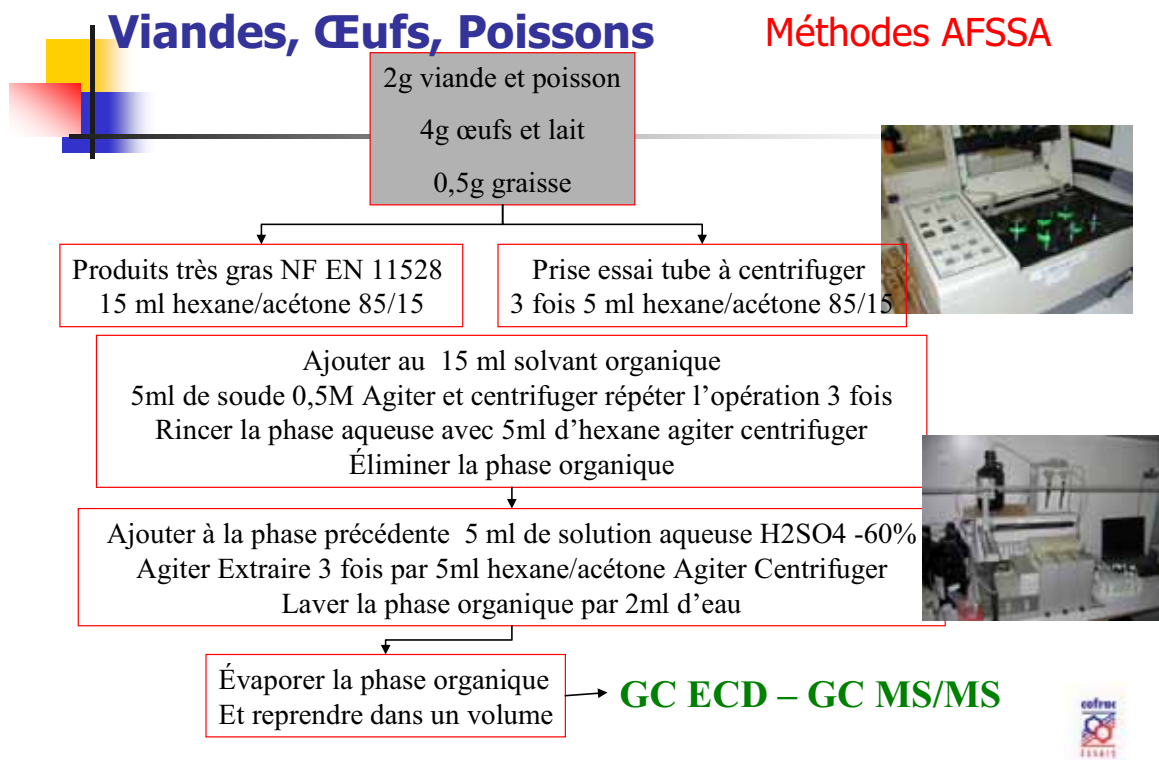 Viandes, Œufs, Poissons
Méthodes AFSSA
2g viande et poisson
4g œufs et lait
0,5g graisse
Produits très gras NF EN 11528
15 ml hexane/acétone 85/15
Prise essai tube à centrifuger
3 fois 5 ml hexane/acétone 85/15
Ajouter au 15 ml solvant organique
5ml de soude 0,5M Agiter et centrifuger répéter l’opération 3 fois
Rincer la phase aqueuse avec 5ml d’hexane agiter centrifuger
Éliminer la phase organique
Ajouter à la phase précédente 5 ml de solution aqueuse H2SO4 -60%
Agiter Extraire 3 fois par 5ml hexane/acétone Agiter Centrifuger
Laver la phase organique par 2ml d’eau
Évaporer la phase organique
Et reprendre dans un volume
GC ECD – GC MS/MS
cofrac
ESSAIS